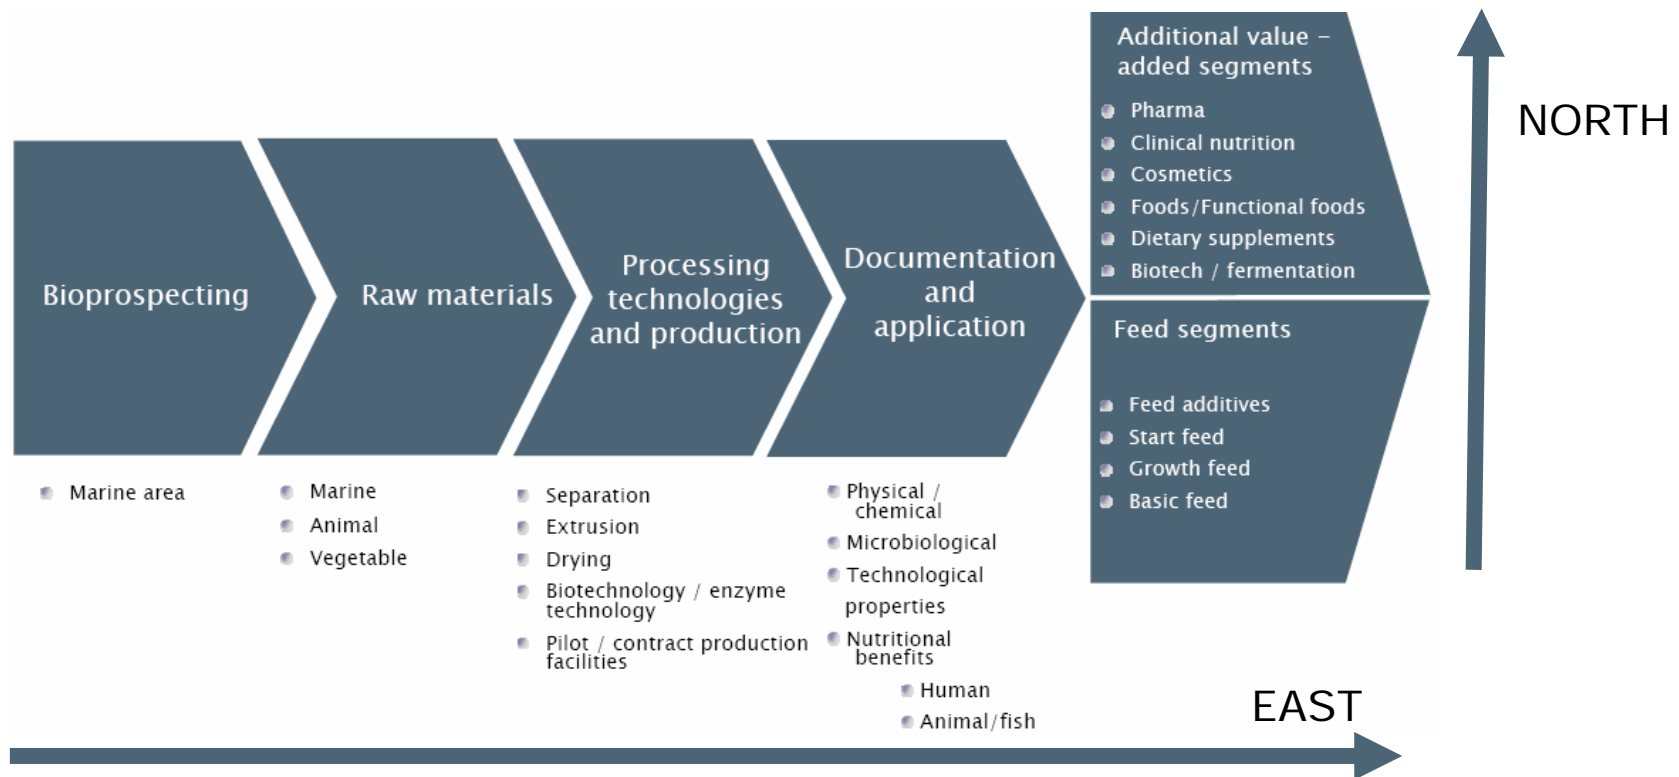 Additional value –
added segments
Pharma
Clinical nutrition
Cosmetics
Foods/Functional foods
Dietary supplements
Biotech / fermentation
NORTH
Bioprospecting
Raw materials
Processing
technologies
and production
Documentation
and
application
Feed segments
Feed additives
Start feed
Growth feed
Basic feed
Marine area
Marine
Animal
Vegetable
Separation
Extrusion
Drying
Biotechnology / enzyme
technology
Pilot / contract production
facilities
Physical /
chemical
Microbiological
Technological
properties
Nutritional
benefits
Human
Animal/fish
EAST